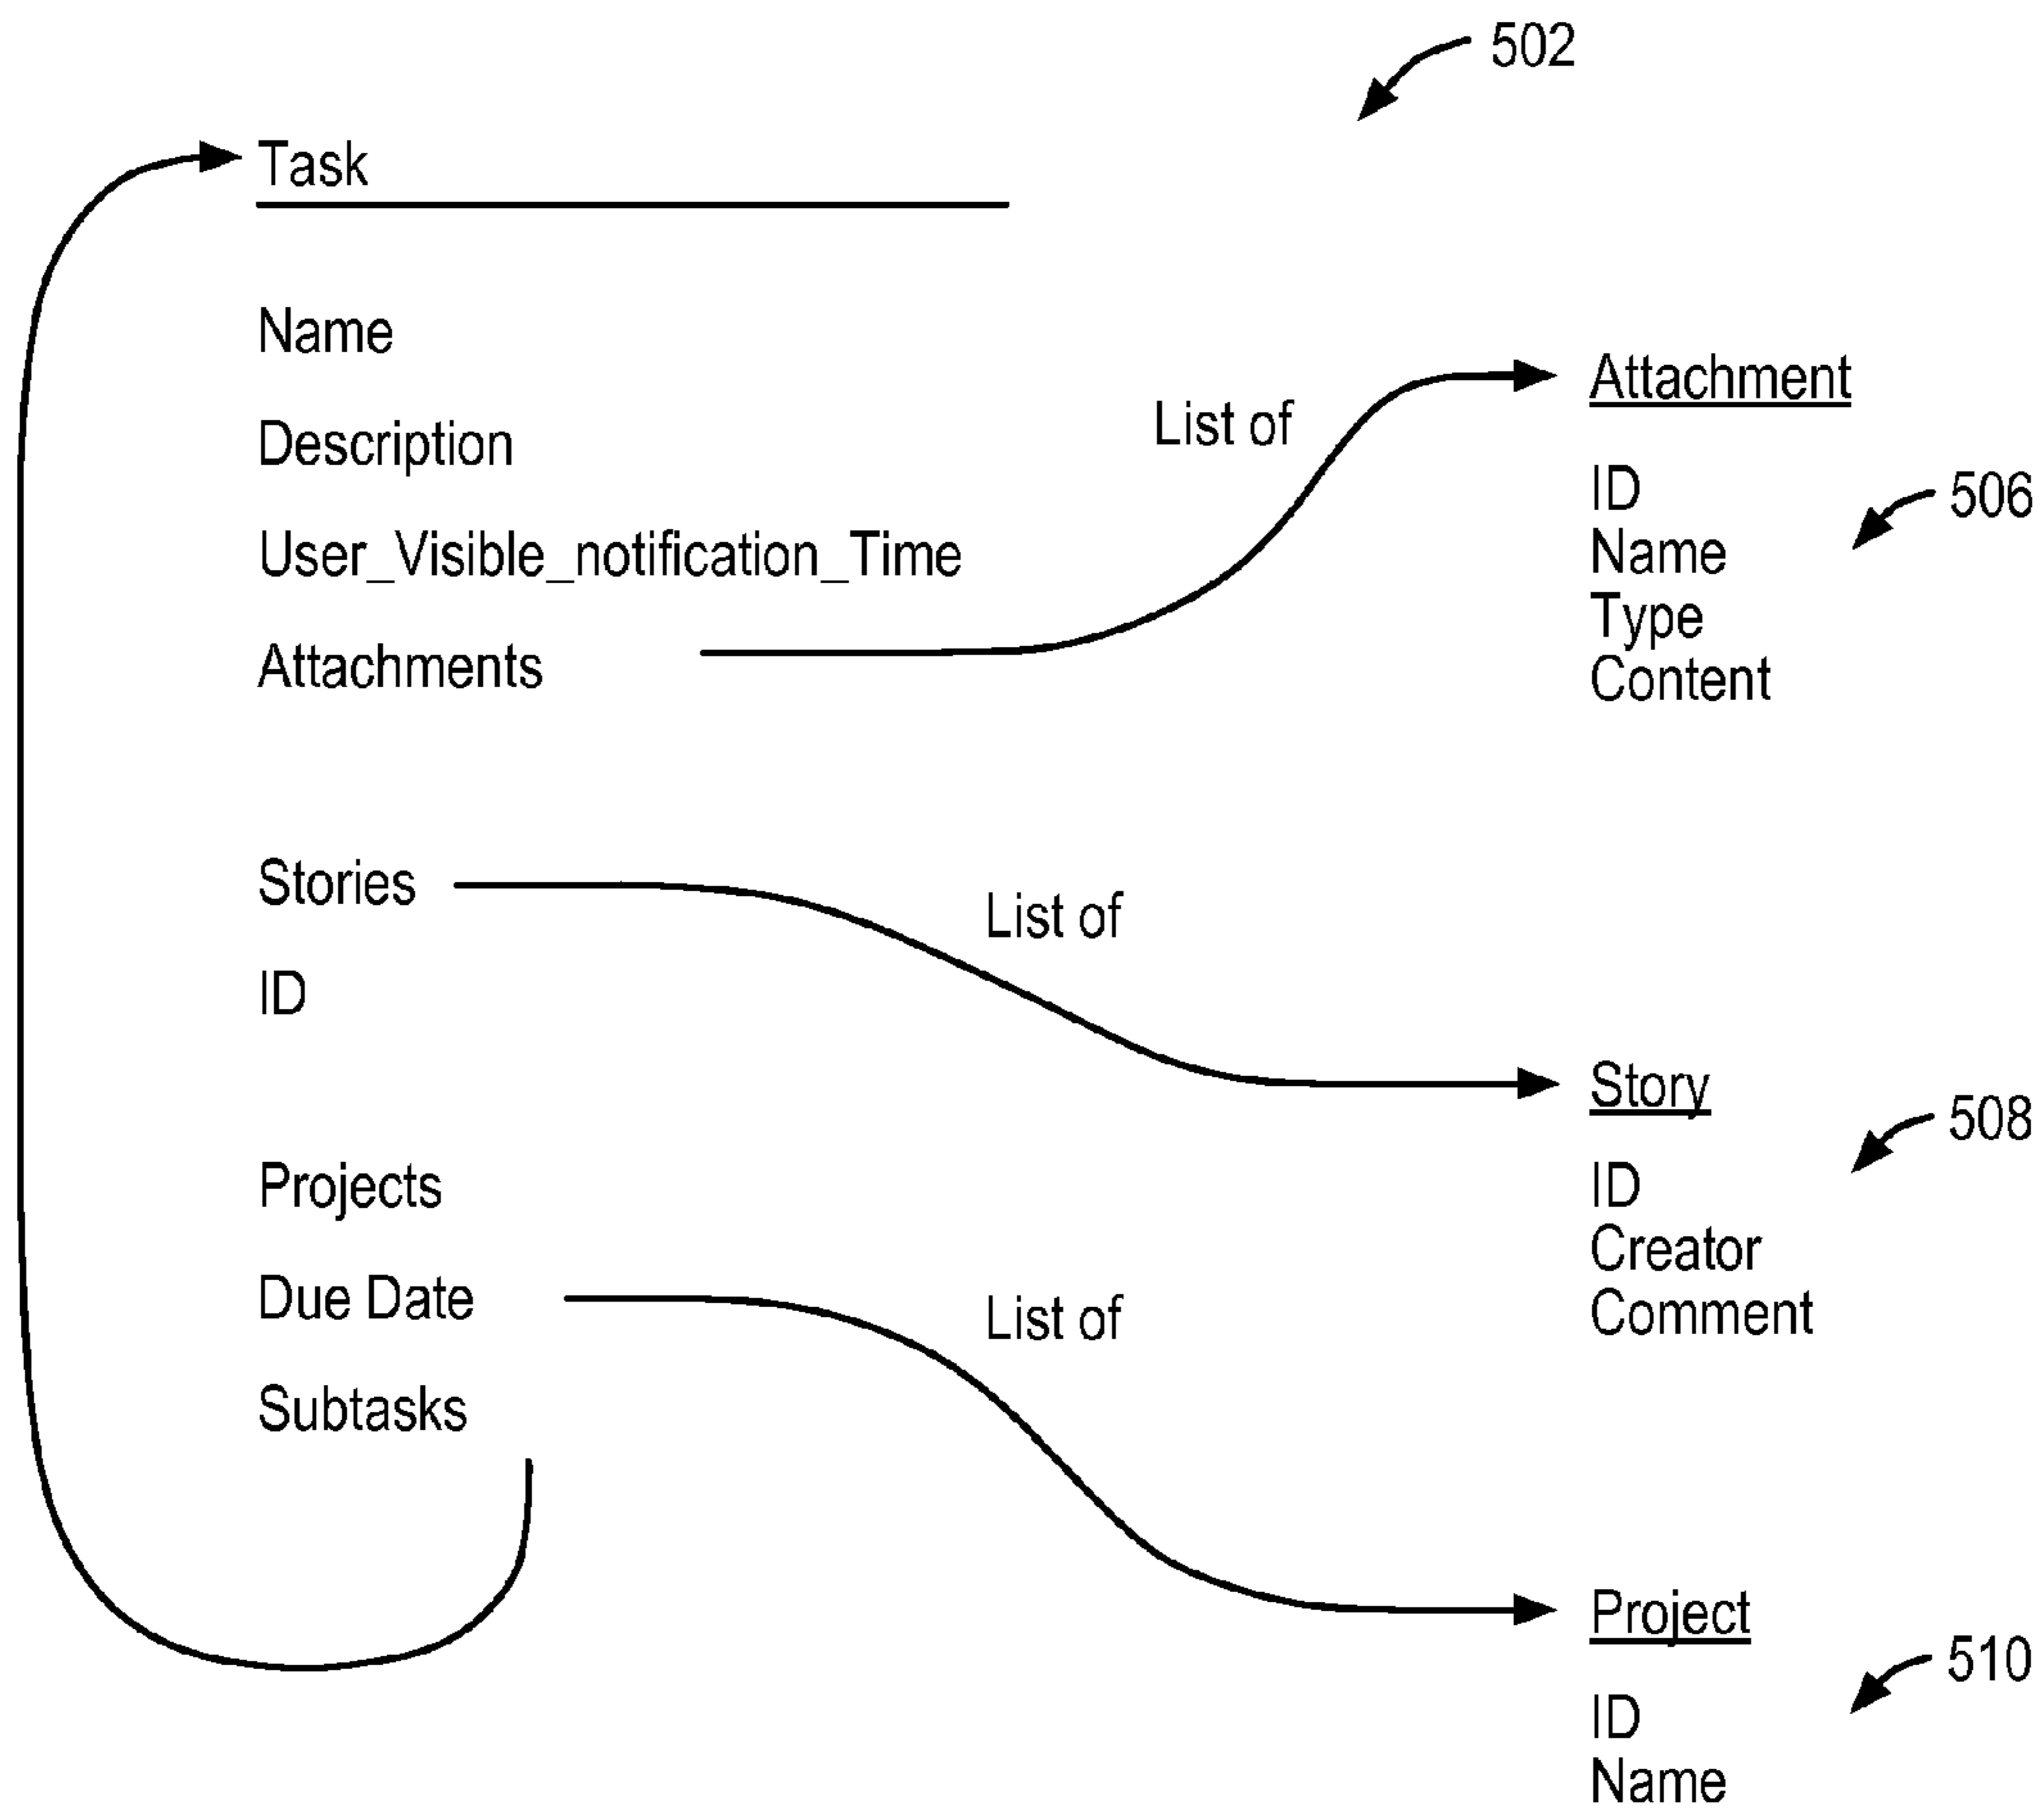 502
Task
Name
Description
User_Visible_notification_Time
Attachments
List of
Attachment
ID
506
Name
Type
Content
Stories
List of
ID
Story
508
ID
Creator
Comment
Projects
Due Date
List of
Subtasks
Project
510
ID
Name